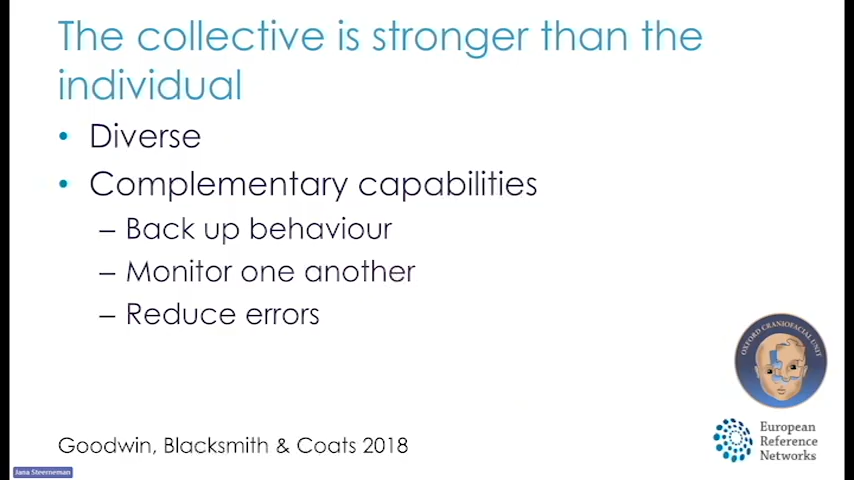 The collective is stronger than the
individual
• Diverse
• Complementary capabilities
– Back up behaviour
– Monitor one another
– Reduce errors
OXFORD CRANIOFACIAL UNIT
European
Reference
Networks
Goodwin, Blacksmith & Coats 2018
Jana Steerneman